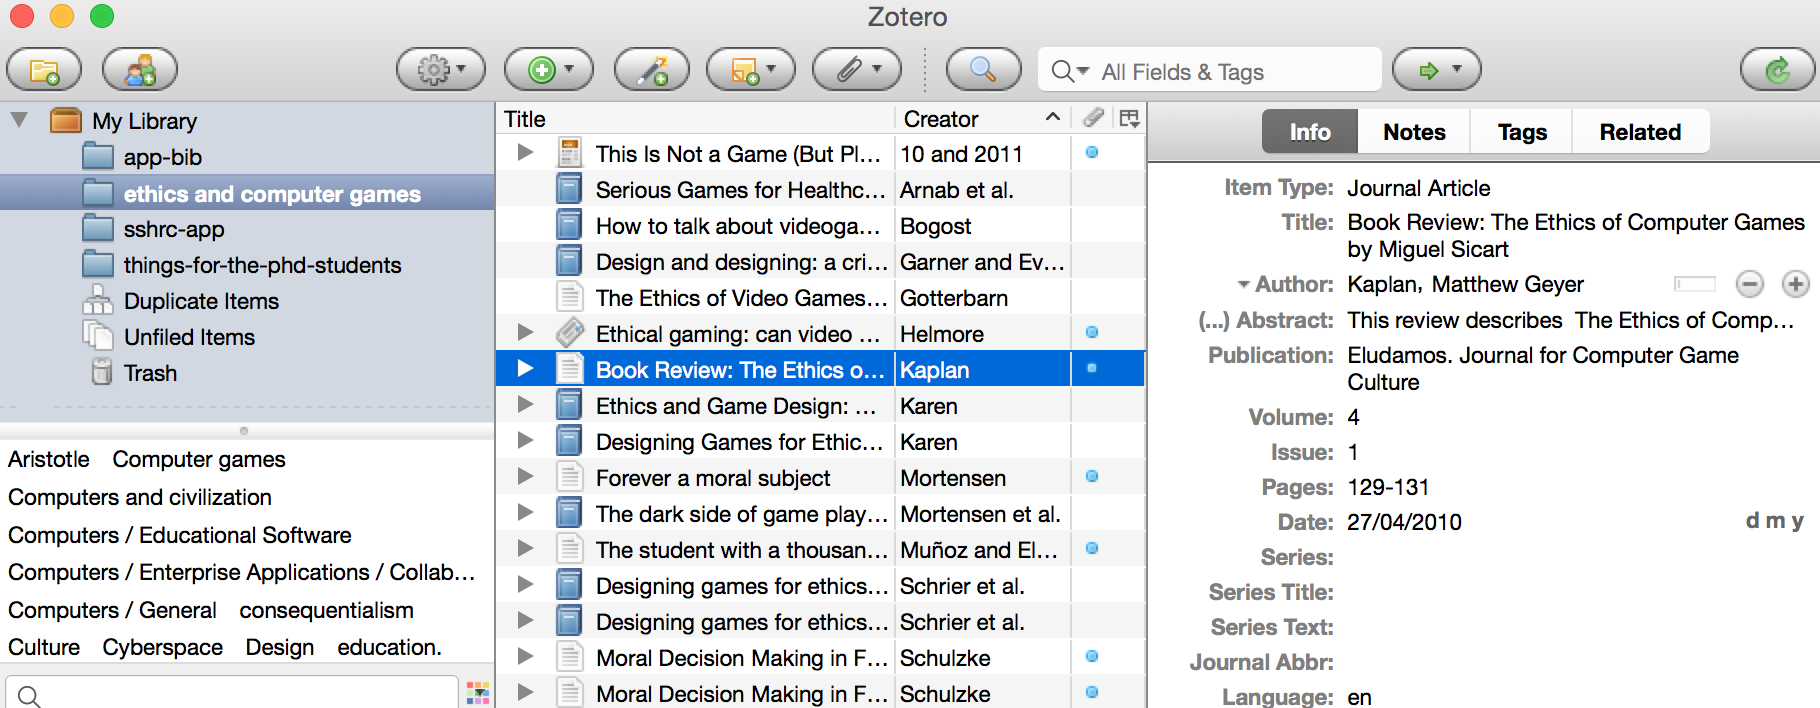 Zotero
All Fields & Tags
My Library
app-bib
ethics and computer games
sshrc-app
things-for-the-phd-students
Duplicate Items
Unfiled Items
Trash
Aristotle Computer games
Computers and civilization
Computers / Educational Software
Computers / Enterprise Applications / Collab...
Computers / General consequentialism
Culture Cyberspace Design education.
Title Creator
This Is Not a Game (But Pl... 10 and 2011
Serious Games for Healthc... Arnab et al.
How to talk about videoga... Bogost
Design and designing: a cri... Garner and Ev...
The Ethics of Video Games... Gotterbarn
Ethical gaming: can video ... Helmore
Book Review: The Ethics o... Kaplan
Ethics and Game Design: ... Karen
Designing Games for Ethic... Karen
Forever a moral subject Mortensen
The dark side of game play... Mortensen et al.
The student with a thousan... Muñoz and El...
Designing games for ethics... Schrier et al.
Designing games for ethics... Schrier et al.
Moral Decision Making in F... Schulzke
Moral Decision Making in F... Schulzke
Info Notes Tags Related
Item Type: Journal Article
Title: Book Review: The Ethics of Computer Games
by Miguel Sicart
Author: Kaplan, Matthew Geyer
(...) Abstract: This review describes The Ethics of Comp...
Publication: Eludamos. Journal for Computer Game
Culture
Volume: 4
Issue: 1
Pages: 129-131
Date: 27/04/2010 d m y
Series:
Series Title:
Series Text:
Journal Abbr:
Language: en